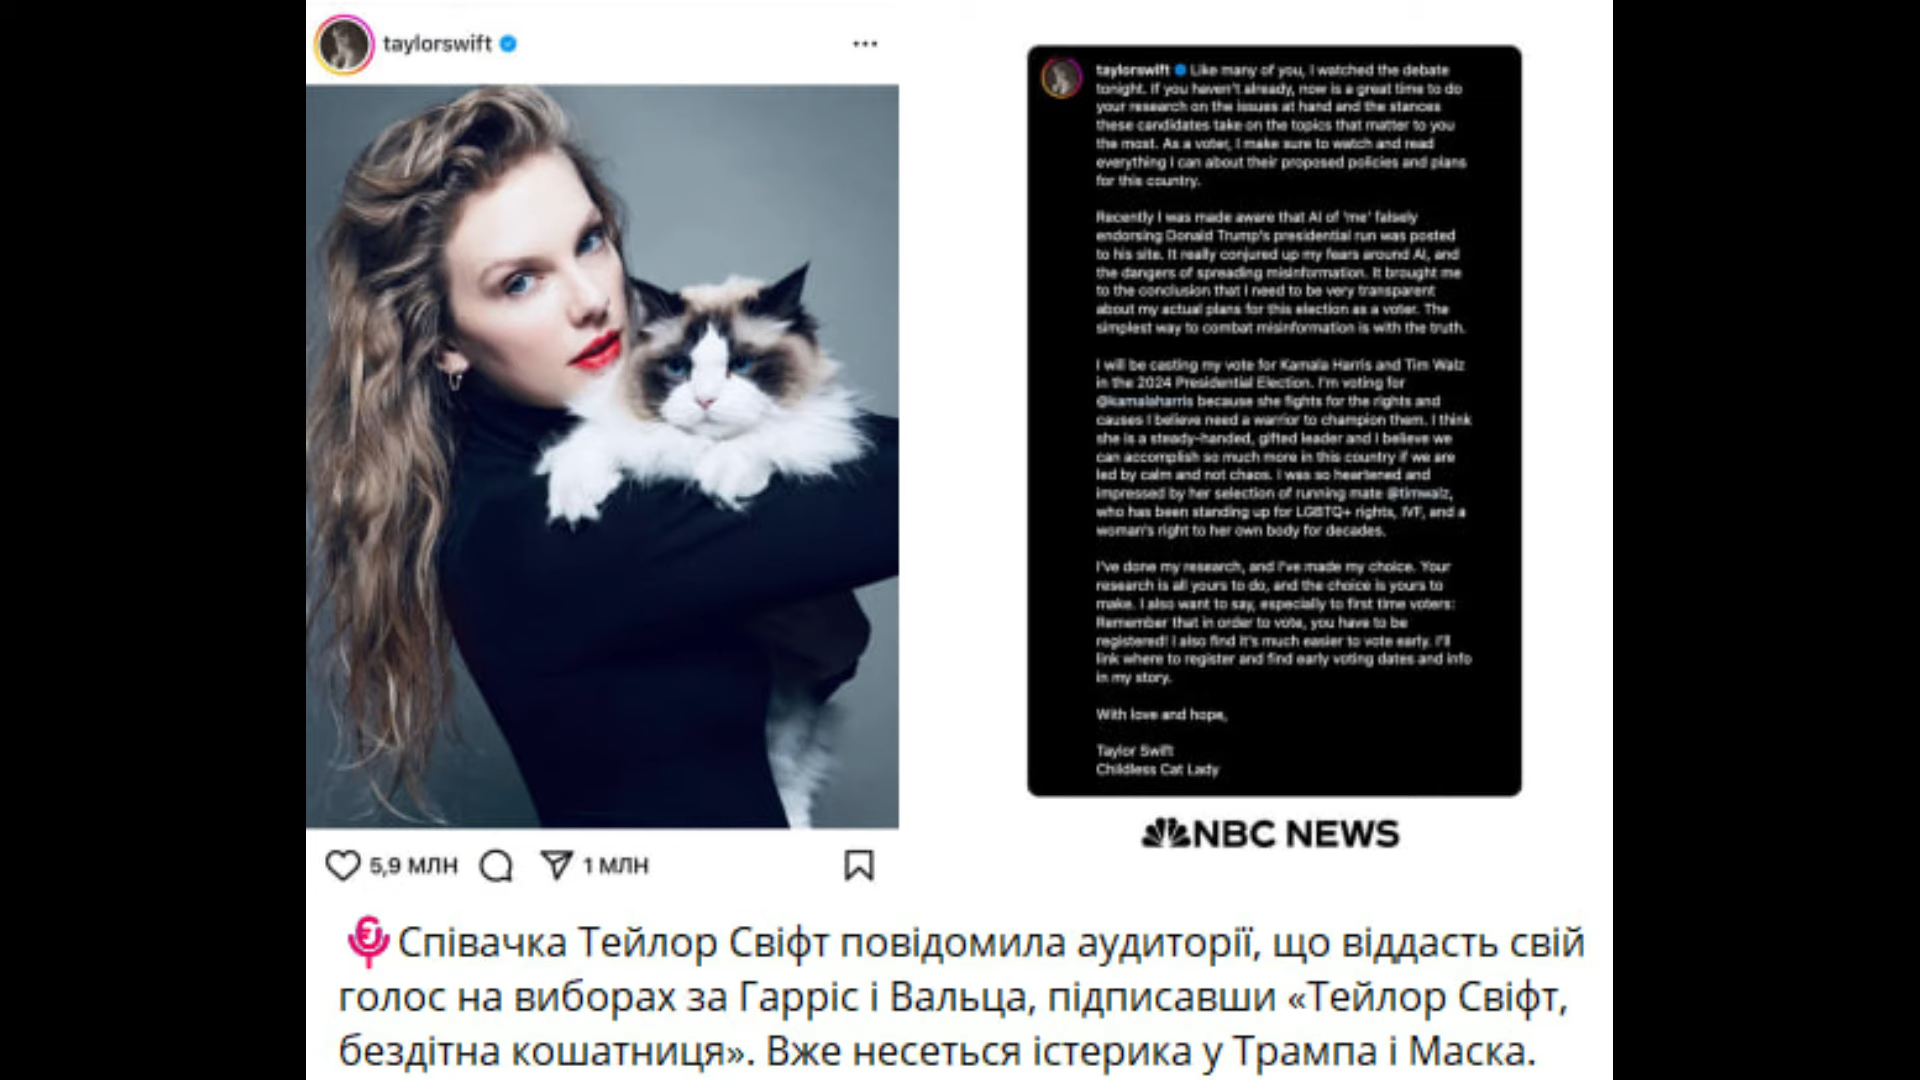 taylorswift
taylorswift Like many of you, I watched the debate
tonight. If you haven't already, now is a great time to do
your research on the issues at hand and the stances
these candidates take on the topics that matter to you
the most. As a voter, I make sure to watch and read
everything I can about their proposed policies and plans
for this country.
Recently I was made aware that AI of 'me' falsely
endorsing Donald Trump's presidential run was posted
to his site. It really conjured up my fears around AI, and
the dangers of spreading misinformation. It brought me
to the conclusion that I need to be very transparent
about my actual plans for this election as a voter. The
simplest way to combat misinformation is with the truth.
I will be casting my vote for Kamala Harris and Tim Walz
in the 2024 Presidential Election. I'm voting for
@kamalaharris because she fights for the rights and
causes I believe need a warrior to champion them. I think
she is a steady-handed, gifted leader and I believe we
can accomplish so much more in this country if we are
led by calm and not chaos. I was so heartened and
impressed by her selection of running mate @timwalz,
who has been standing up for LGBTQ+ rights, IVF, and a
woman's right to her own body for decades.
I've done my research, and I've made my choice. Your
research is all yours to do, and the choice is yours to
make. I also want to say, especially to first time voters:
Remember that in order to vote, you have to be
registered! I also find it's much easier to vote early. I'll
link where to register and find early voting dates and info
in my story.
With love and hope,
Taylor Swift
Childless Cat Lady
NBC NEWS
5,9 МЛН 1 МЛН
Співачка Тейлор Свіфт повідомила аудиторії, що віддасть свій
голос на виборах за Гарріс і Вальца, підписавши «Тейлор Свіфт,
бездітна кошатниця». Вже несеться істерика у Трампа і Маска.